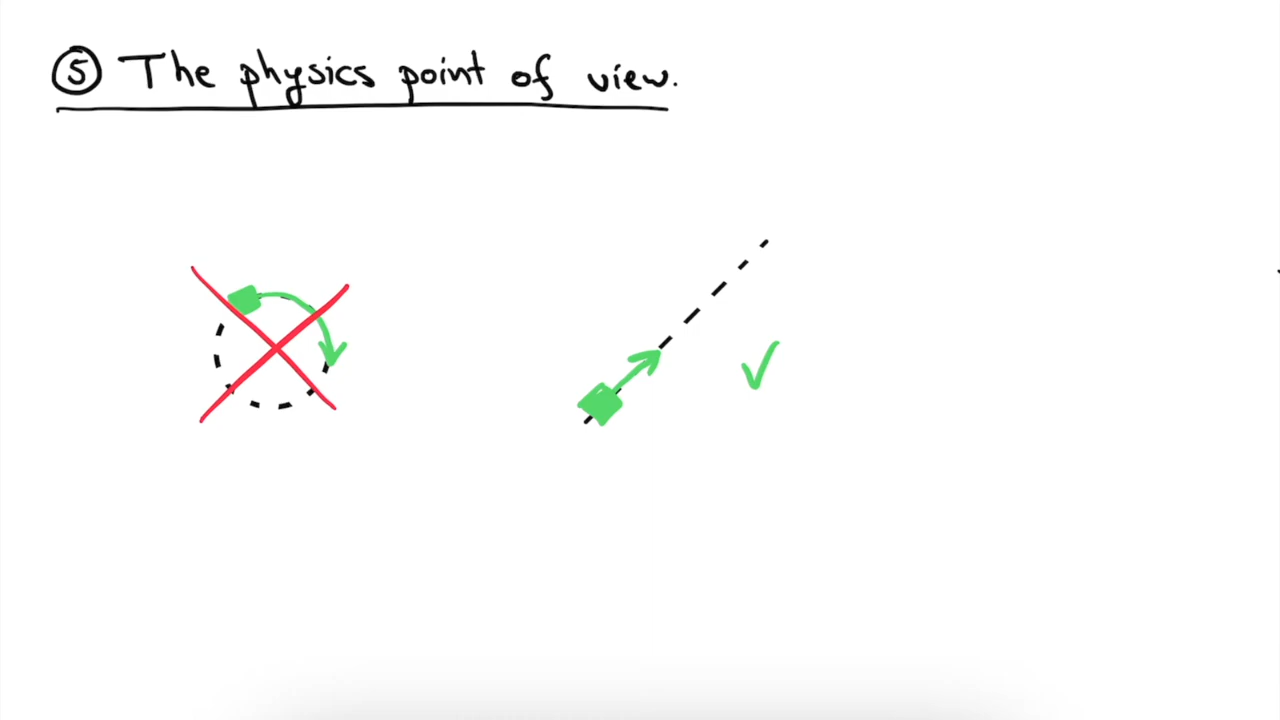 ⑤ The physics point of view.